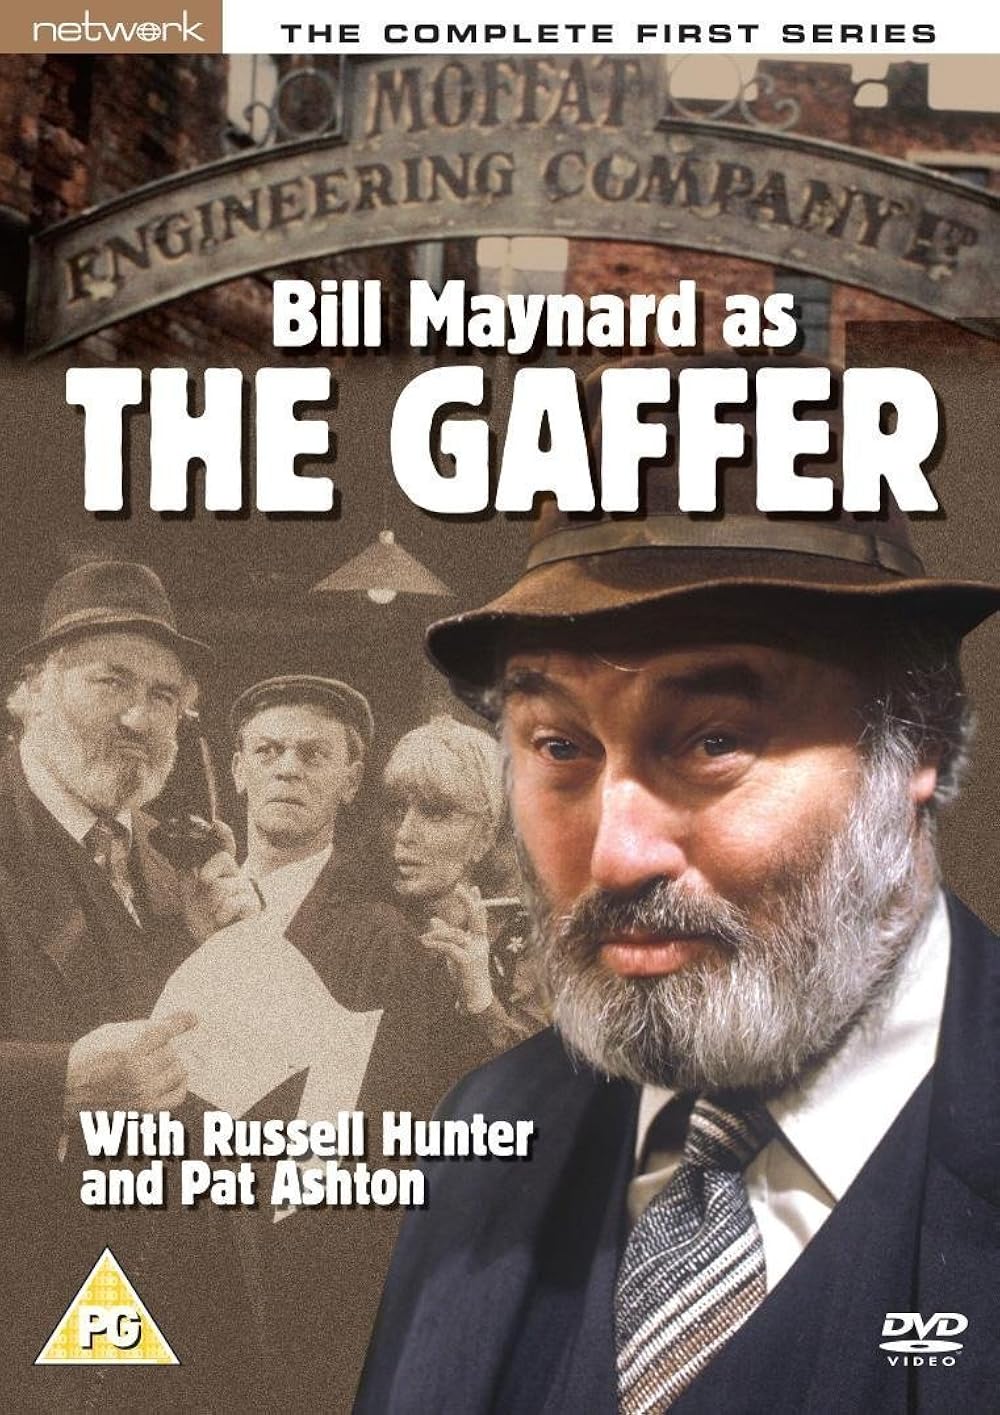 network
THE COMPLETE FIRST SERIES
MOFFAT
ENGINEERING COMPANY LTD
Bill Maynard as
THE GAFFER
With Russell Hunter
and Pat Ashton
PG
DVD
VIDEO